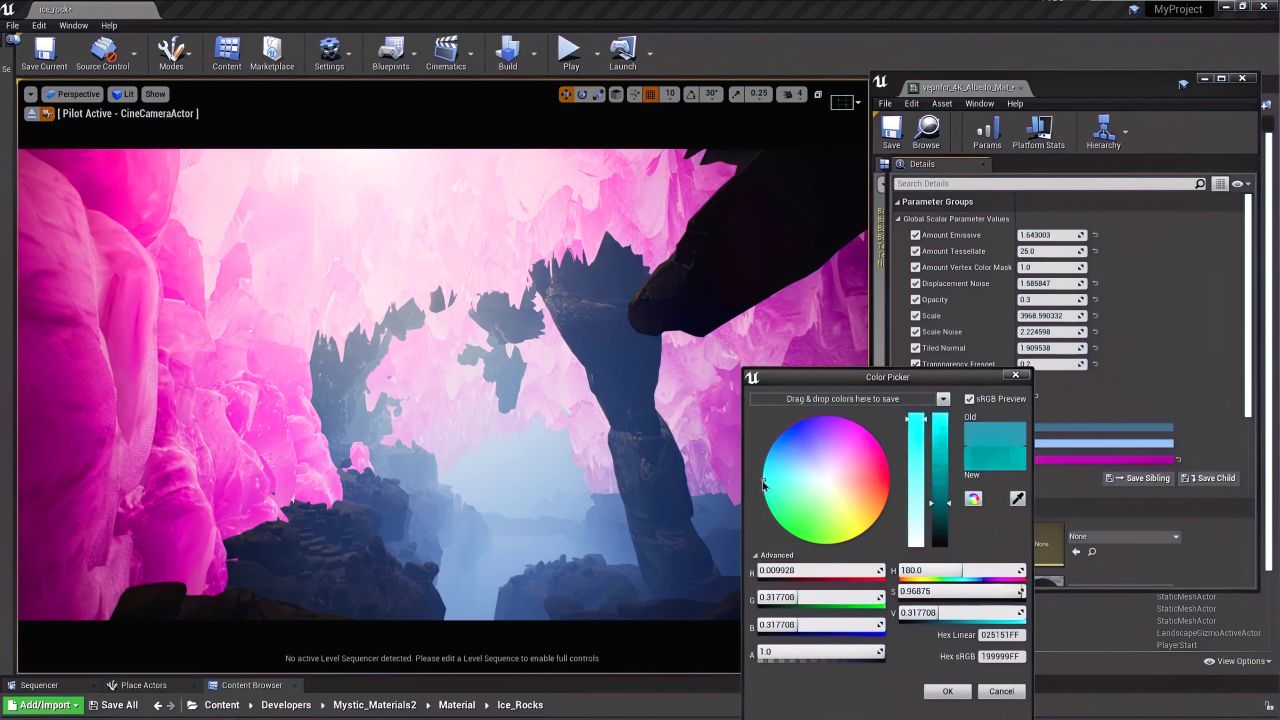 Ice_rock•
MyProject
File Edit Window Help
Save Current Source Control Modes Content Marketplace Settings Blueprints Cinematics Build Play Launch
Perspective Lit Show
10 30° 0.25 4
[ Pilot Active - CineCameraActor ]
No active Level Sequencer detected. Please edit a Level Sequence to enable full controls
File Edit Asset Window Help
Save Browse Params Platform Stats Hierarchy
Details
Search Details
Parameter Groups
Global Scalar Parameter Values
Amount Emissive 1.643003
Amount Tessellate 25.0
Amount Vertex Color Mask 1.0
Displacement Noise 1.585847
Opacity 0.3
Scale 3968.590332
Scale Noise 2.224598
Tiled Normal 1.909538
Transparency Fresnel 0.2
Save Sibling Save Child
None
None
Color Picker
Drag & drop colors here to save
sRGB Preview
Old
New
Advanced
R 0.009928
G 0.317708
B 0.317708
A 1.0
H 180.0
S 0.96875
V 0.317708
Hex Linear 025151FF
Hex sRGB 199999FF
OK Cancel
StaticMeshActor
StaticMeshActor
StaticMeshActor
LandscapeGizmoActiveActor
PlayerStart
View Options
Sequencer Place Actors Content Browser
Add/Import Save All Content Developers Mystic_Materials2 Material Ice_Rocks